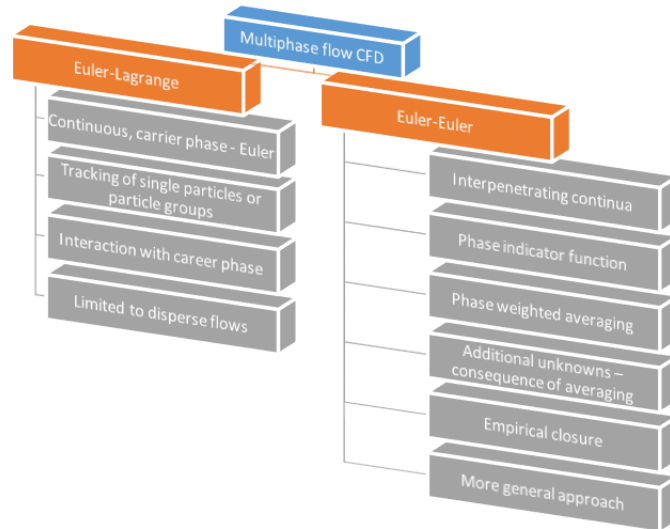 Multiphase flow CFD
Euler-Lagrange
Continuous, carrier phase - Euler
Tracking of single particles or
particle groups
Interaction with career phase
Limited to disperse flows
Euler-Euler
Interpenetrating continua
Phase indicator function
Phase weighted averaging
Additional unknowns –
consequence of averaging
Empirical closure
More general approach